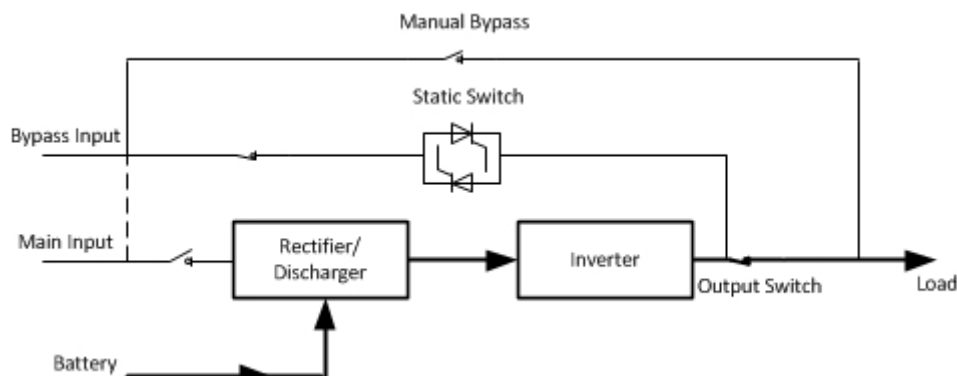 Manual Bypass
Static Switch
Bypass Input
Main Input
Rectifier/
Discharger
Inverter
Output Switch
Load
Battery